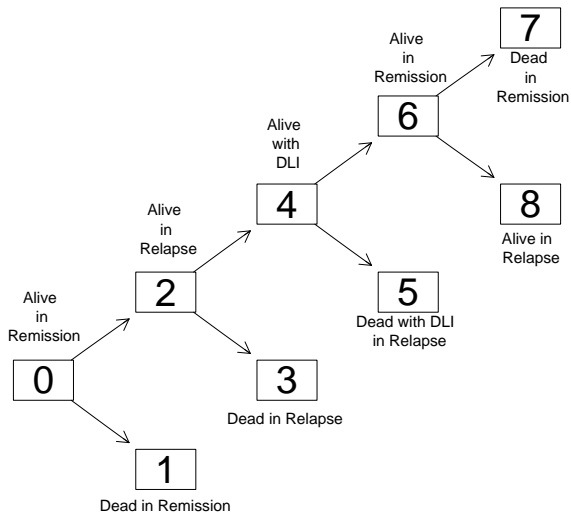 7
Dead
in
Remission
Alive
in
Remission
6
Alive
with
DLI
4
8
Alive in
Relapse
Alive
in
Relapse
2
5
Dead with DLI
in Relapse
Alive
in
Remission
0
3
Dead in Relapse
1
Dead in Remission